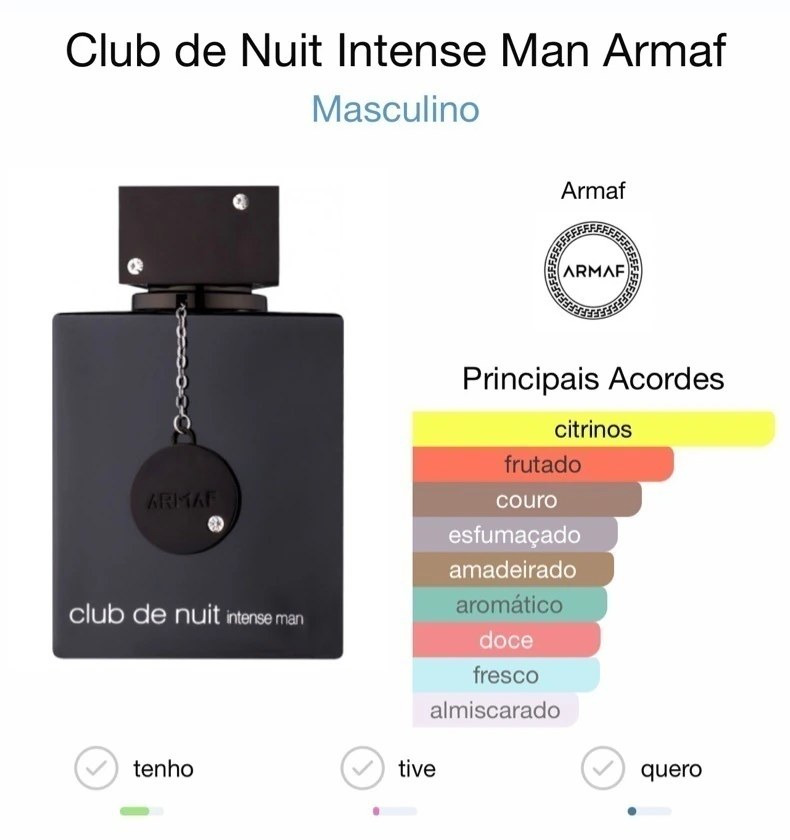 Club de Nuit Intense Man Armaf
Masculino
Armaf
ARMAF
Principais Acordes
citrinos
frutado
couro
esfumaçado
amadeirado
aromático
doce
fresco
almiscarado
ARMAF
club de nuit intense man
tenho
tive
quero